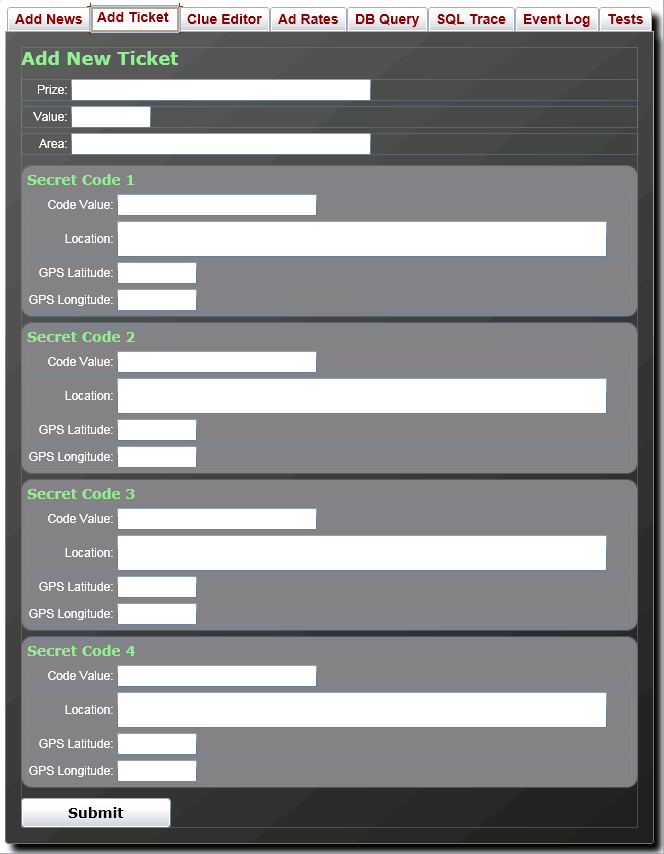 Add News Add Ticket Clue Editor Ad Rates DB Query SQL Trace Event Log Tests
Add New Ticket
Prize:
Value:
Area:
Secret Code 1
Code Value:
Location:
GPS Latitude:
GPS Longitude:
Secret Code 2
Code Value:
Location:
GPS Latitude:
GPS Longitude:
Secret Code 3
Code Value:
Location:
GPS Latitude:
GPS Longitude:
Secret Code 4
Code Value:
Location:
GPS Latitude:
GPS Longitude:
Submit